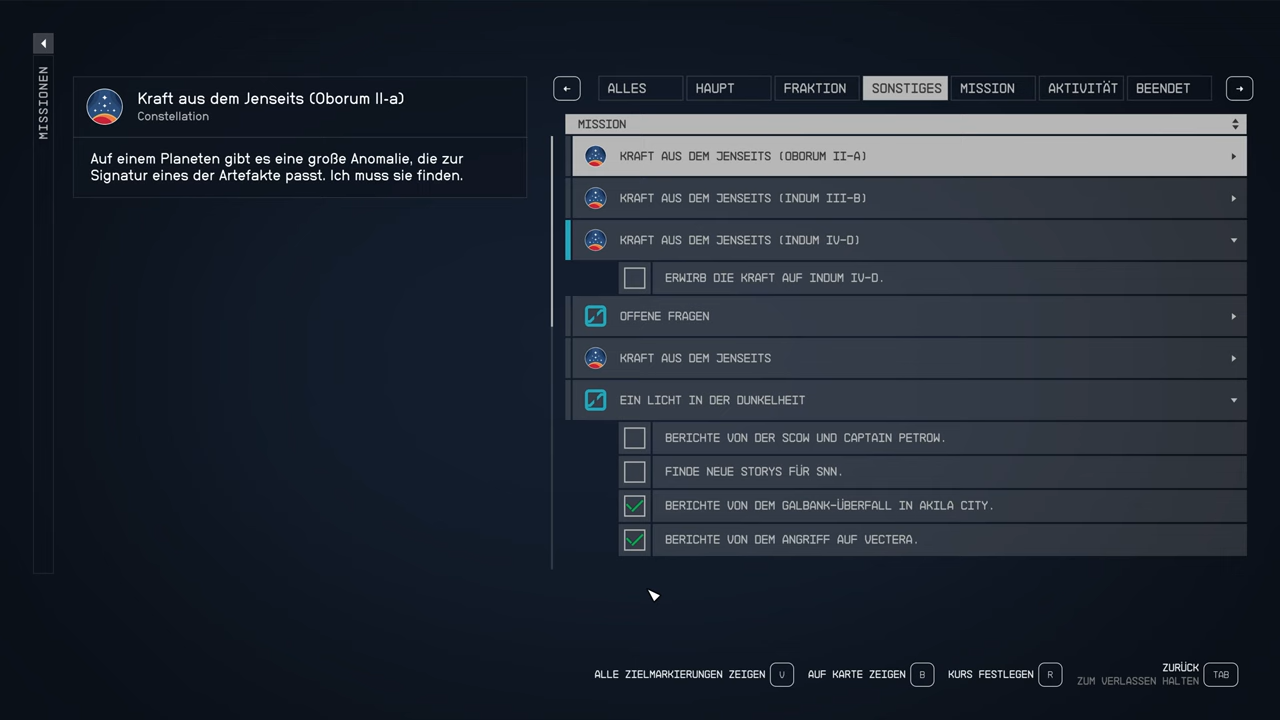 MISSIONEN
Kraft aus dem Jenseits (Oborum II-a)
Constellation
Auf einem Planeten gibt es eine große Anomalie, die zur
Signatur eines der Artefakte passt. Ich muss sie finden.
ALLES HAUPT FRAKTION SONSTIGES MISSION AKTIVITÄT BEENDET
MISSION
KRAFT AUS DEM JENSEITS (OBORUM II-A)
KRAFT AUS DEM JENSEITS (INDUM III-B)
KRAFT AUS DEM JENSEITS (INDUM IV-D)
ERWIRB DIE KRAFT AUF INDUM IV-D.
OFFENE FRAGEN
KRAFT AUS DEM JENSEITS
EIN LICHT IN DER DUNKELHEIT
BERICHTE VON DER SCOW UND CAPTAIN PETROW.
FINDE NEUE STORYS FÜR SNN.
BERICHTE VON DEM GALBANK-ÜBERFALL IN AKILA CITY.
BERICHTE VON DEM ANGRIFF AUF VECTERA.
ALLE ZIELMARKIERUNGEN ZEIGEN V AUF KARTE ZEIGEN B KURS FESTLEGEN R ZURÜCK TAB
ZUM VERLASSEN HALTEN